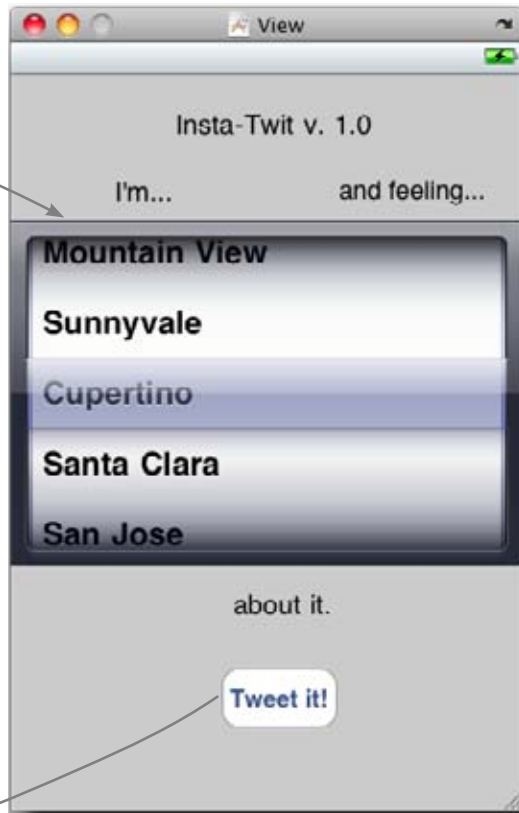 View
Insta-Twit v. 1.0
I'm... and feeling...
Mountain View
Sunnyvale
Cupertino
Santa Clara
San Jose
about it.
Tweet it!